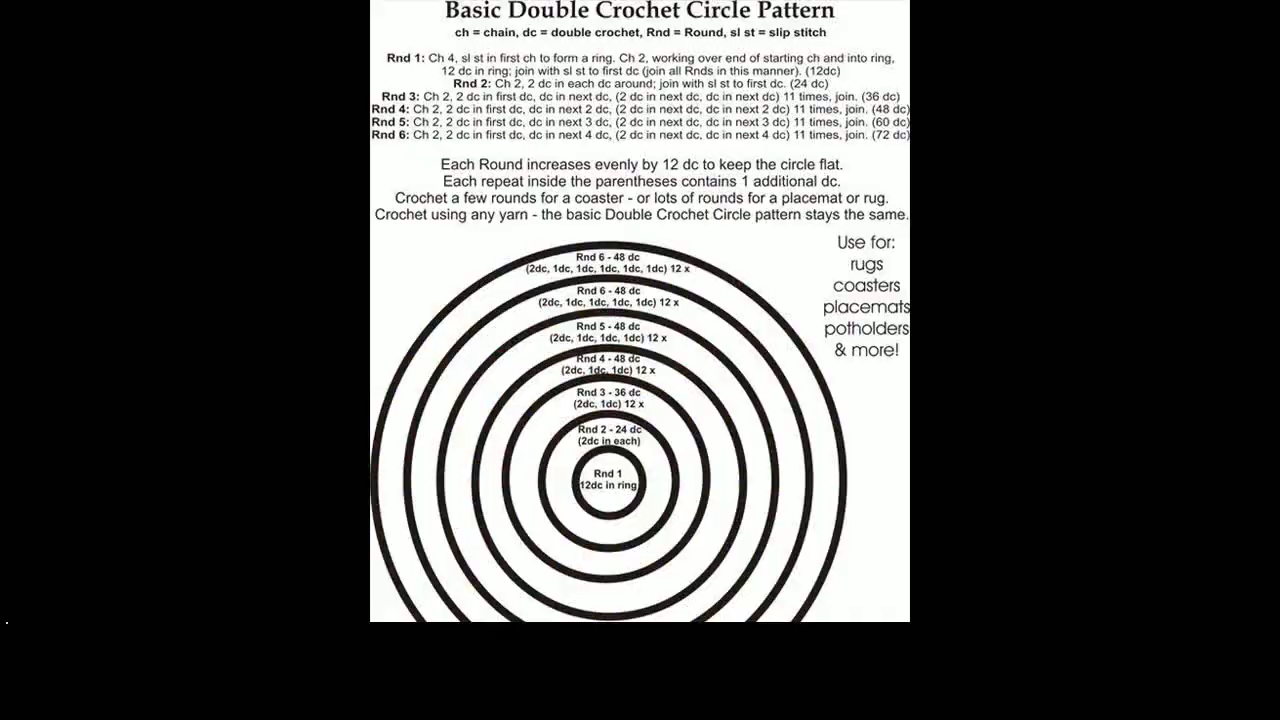 Basic Double Crochet Circle Pattern
ch = chain, dc = double crochet, Rnd = Round, sl st = slip stitch
Rnd 1: Ch 4, sl st in first ch to form a ring. Ch 2, working over end of starting ch and into ring,
12 dc in ring; join with sl st to first dc (join all Rnds in this manner). (12dc)
Rnd 2: Ch 2, 2 dc in each dc around; join with sl st to first dc. (24 dc)
Rnd 3: Ch 2, 2 dc in first dc, dc in next dc, (2 dc in next dc, dc in next dc) 11 times, join. (36 dc)
Rnd 4: Ch 2, 2 dc in first dc, dc in next 2 dc, (2 dc in next dc, dc in next 2 dc) 11 times, join. (48 dc)
Rnd 5: Ch 2, 2 dc in first dc, dc in next 3 dc, (2 dc in next dc, dc in next 3 dc) 11 times, join. (60 dc)
Rnd 6: Ch 2, 2 dc in first dc, dc in next 4 dc, (2 dc in next dc, dc in next 4 dc) 11 times, join. (72 dc)
Each Round increases evenly by 12 dc to keep the circle flat.
Each repeat inside the parentheses contains 1 additional dc.
Crochet a few rounds for a coaster - or lots of rounds for a placemat or rug.
Crochet using any yarn - the basic Double Crochet Circle pattern stays the same.
Use for:
rugs
coasters
placemats
potholders
& more!
Rnd 6 - 48 dc
(2dc, 1dc, 1dc, 1dc, 1dc, 1dc) 12 x
Rnd 6 - 48 dc
(2dc, 1dc, 1dc, 1dc, 1dc) 12 x
Rnd 5 - 48 dc
(2dc, 1dc, 1dc, 1dc) 12 x
Rnd 4 - 48 dc
(2dc, 1dc, 1dc) 12 x
Rnd 3 - 36 dc
(2dc, 1dc) 12 x
Rnd 2 - 24 dc
(2dc in each)
Rnd 1
12dc in ring